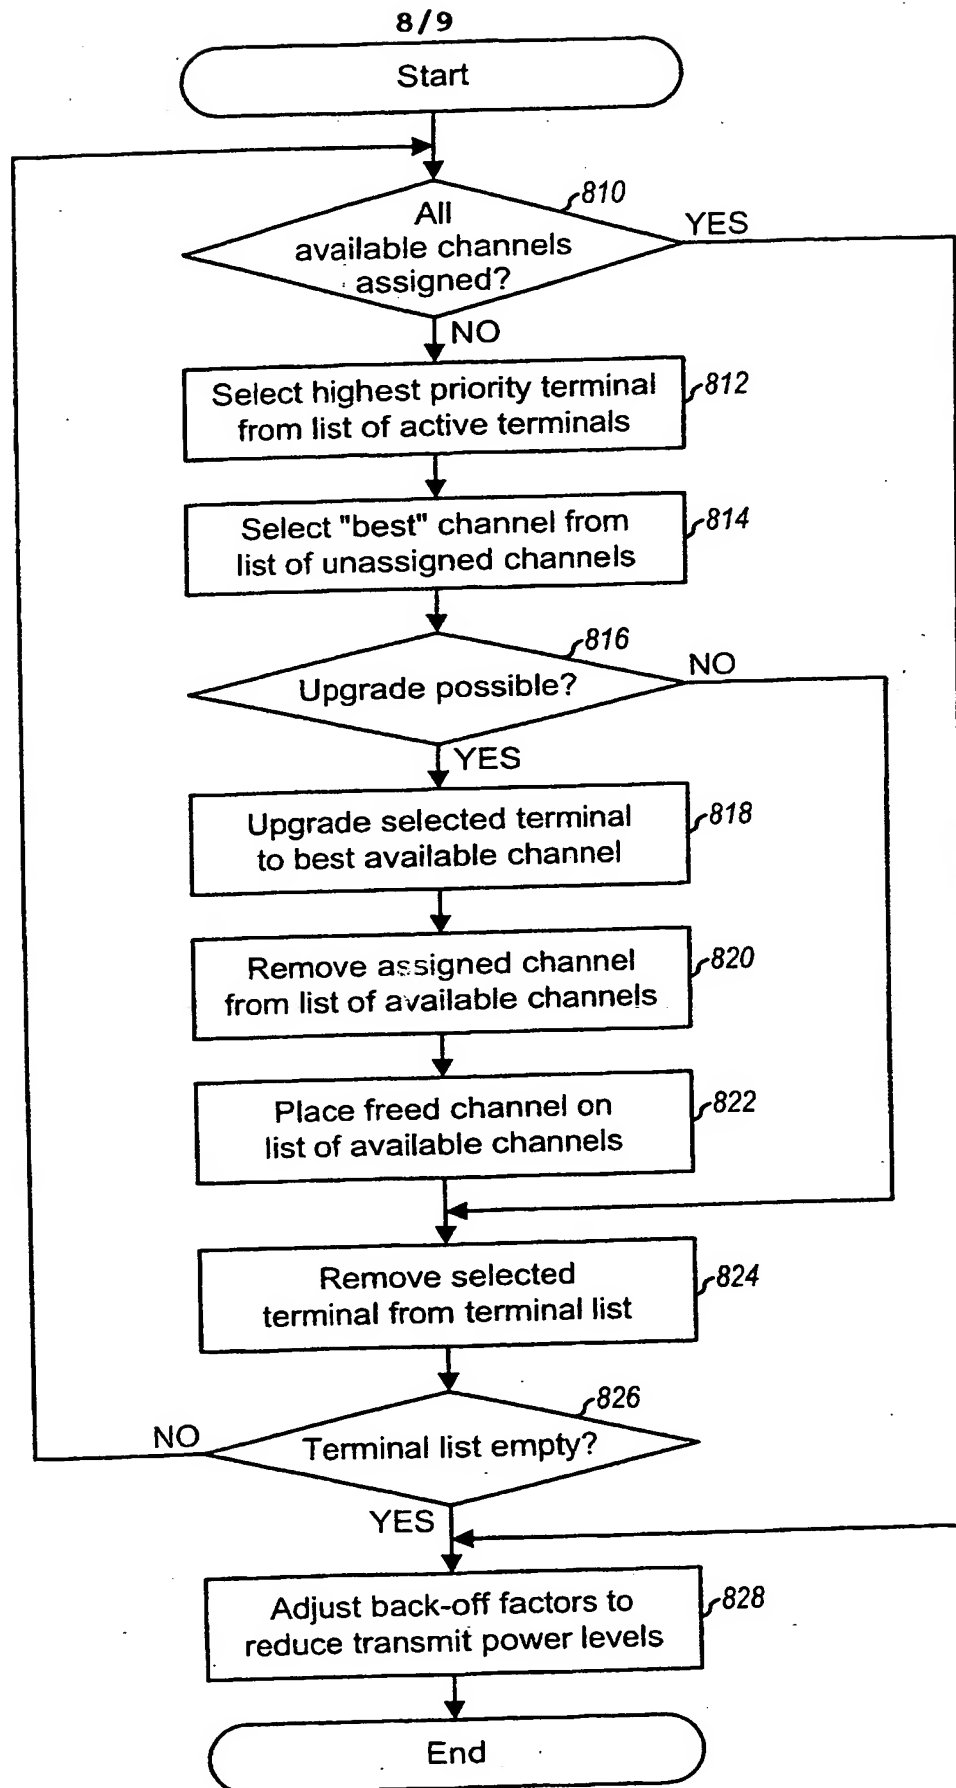 8/9
Start
810
All
available channels
assigned?
YES
NO
Select highest priority terminal
from list of active terminals
812
Select "best" channel from
list of unassigned channels
814
816
Upgrade possible?
NO
YES
Upgrade selected terminal
to best available channel
818
Remove assigned channel
from list of available channels
820
Place freed channel on
list of available channels
822
Remove selected
terminal from terminal list
824
826
Terminal list empty?
NO
YES
Adjust back-off factors to
reduce transmit power levels
828
End